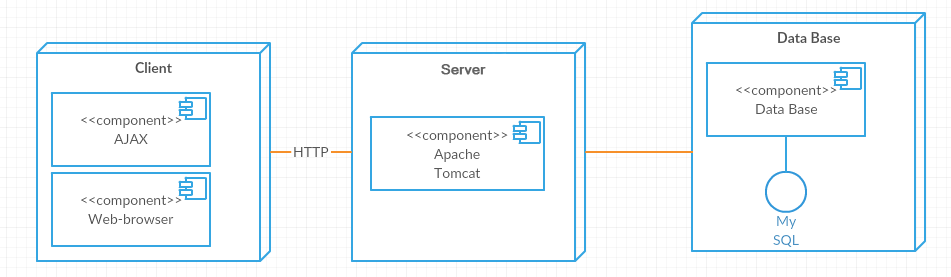 Client
<<component>>
AJAX
<<component>>
Web-browser
HTTP
Server
<<component>>
Apache
Tomcat
Data Base
<<component>>
Data Base
My
SQL